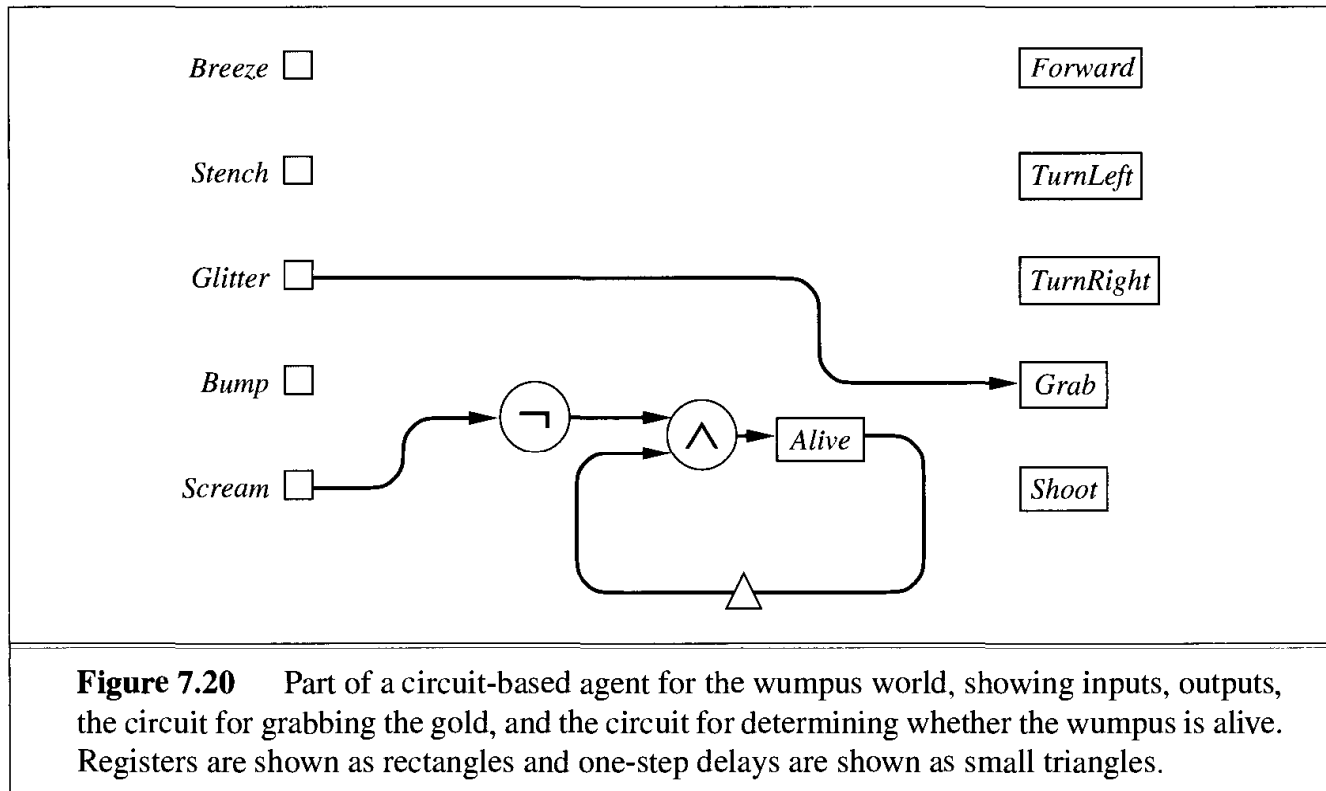 Breeze
Forward
Stench
TurnLeft
Glitter
TurnRight
Bump
¬
∧
Alive
Grab
Scream
Shoot
Figure 7.20 Part of a circuit-based agent for the wumpus world, showing inputs, outputs,
the circuit for grabbing the gold, and the circuit for determining whether the wumpus is alive.
Registers are shown as rectangles and one-step delays are shown as small triangles.